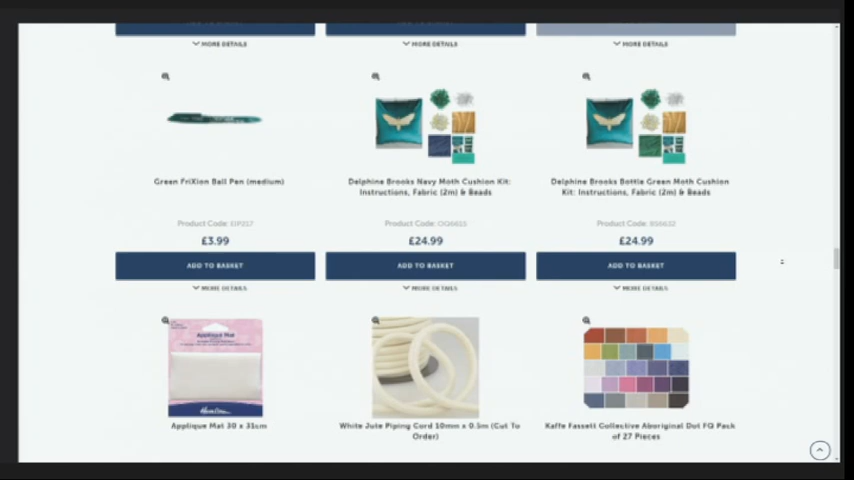 MORE DETAILS
MORE DETAILS
MORE DETAILS
Green FriXion Ball Pen (medium)
Delphine Brooks Navy Moth Cushion Kit:
Instructions, Fabric (2m) & Beads
Delphine Brooks Bottle Green Moth Cushion
Kit: Instructions, Fabric (2m) & Beads
Product Code:
Product Code:
Product Code:
£3.99
£24.99
£24.99
ADD TO BASKET
ADD TO BASKET
ADD TO BASKET
MORE DETAILS
MORE DETAILS
MORE DETAILS
Applique Mat
Applique Mat 30 x 31cm
White Jute Piping Cord 10mm x 0.5m (Cut To
Order)
Kaffe Fassett Collective Aboriginal Dot FQ Pack
of 27 Pieces